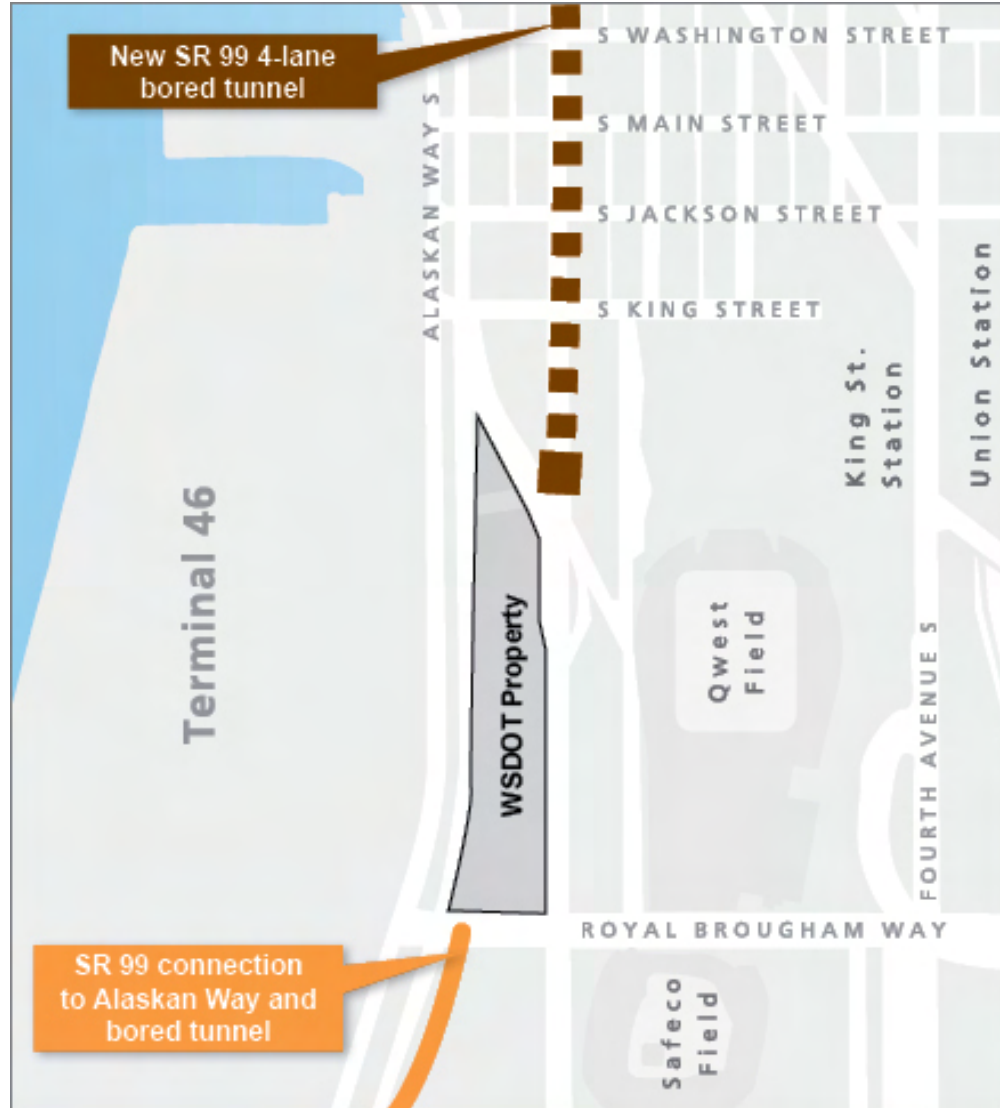 New SR 99 4-lane
bored tunnel
S WASHINGTON STREET
ALASKAN WAY S
S MAIN STREET
S JACKSON STREET
S KING STREET
King St.
Station
Union Station
Terminal 46
WSDOT Property
Qwest
Field
FOURTH AVENUE S
ROYAL BROUGHAM WAY
SR 99 connection
to Alaskan Way and
bored tunnel
Safeco
Field